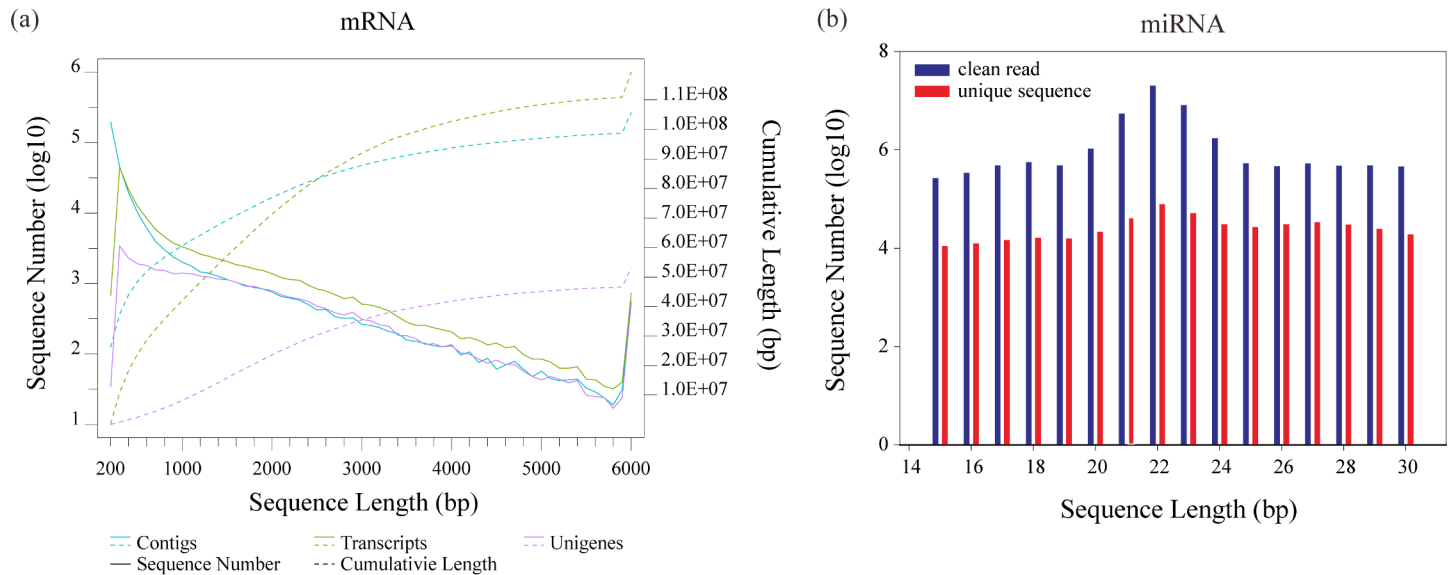 (a)
mRNA
Sequence Number (log10)
6
5
4
3
2
1
1.1E+08
1.0E+08
9.0E+07
8.0E+07
7.0E+07
6.0E+07
5.0E+07
4.0E+07
3.0E+07
2.0E+07
1.0E+07
Cumulative Length (bp)
200 1000 2000 3000 4000 5000 6000
Sequence Length (bp)
Contigs Transcripts Unigenes
Sequence Number Cumulativie Length
(b)
miRNA
Sequence Number (log10)
8
6
4
2
0
clean read
unique sequence
14 16 18 20 22 24 26 28 30
Sequence Length (bp)